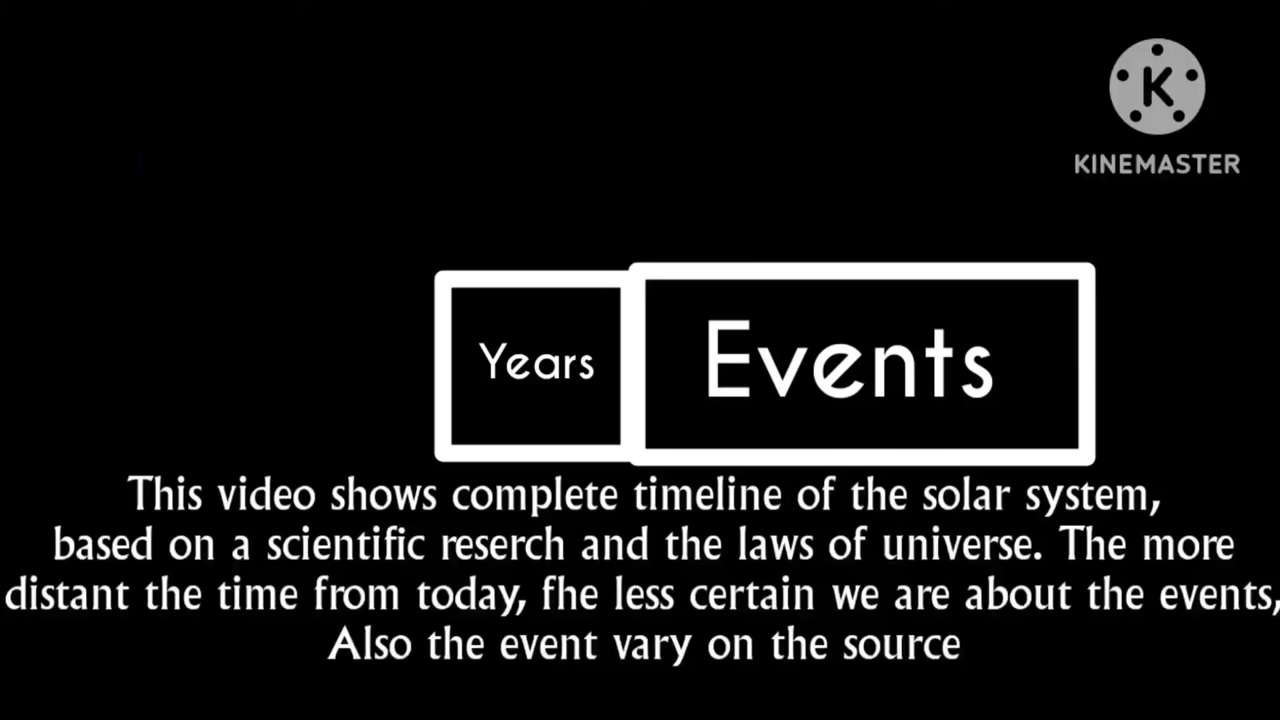 K
KINEMASTER
Years
Events
This video shows complete timeline of the solar system,
based on a scientific reserch and the laws of universe. The more
distant the time from today, fhe less certain we are about the events,
Also the event vary on the source